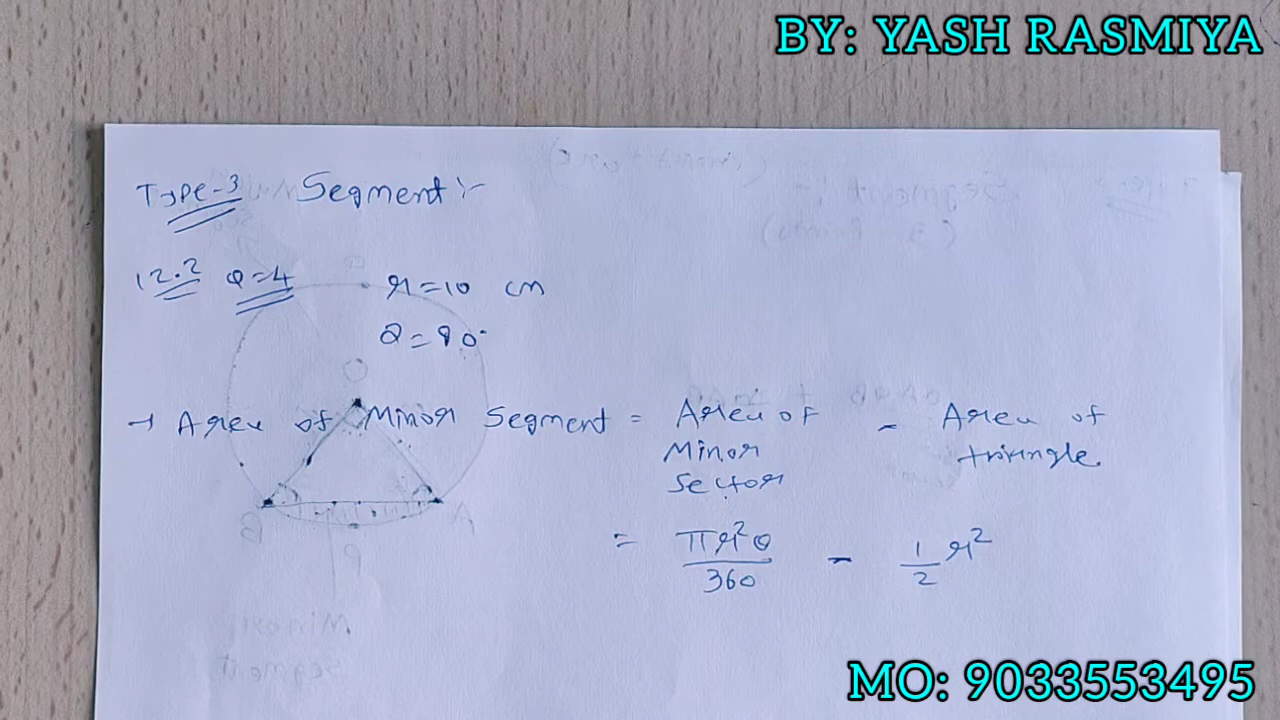 BY: YASH RASMIYA
Type-3 Segment :-
12.2 Q=4 r=10 cm
θ=90°
→ Area of Minor Segment = Area of Minor Sector - Area of triangle
= πr²θ/360 - 1/2 r²
MO: 9033553495